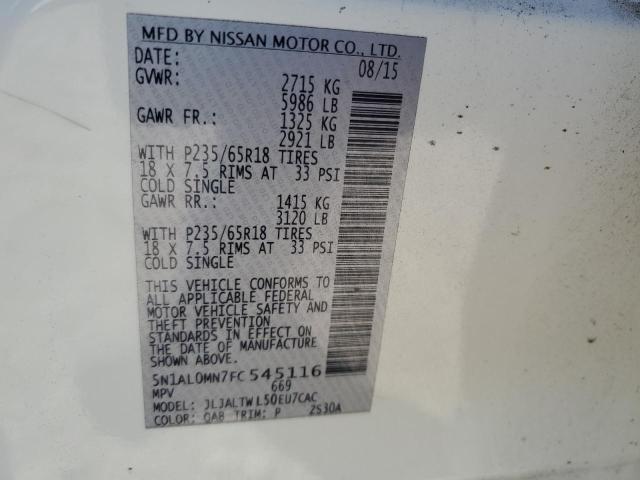 MFD BY NISSAN MOTOR CO., LTD.
DATE: 08/15
GVWR: 2715 KG
5986 LB
GAWR FR.: 1325 KG
2921 LB
WITH P235/65R18 TIRES
18 X 7.5 RIMS AT 33 PSI
COLD SINGLE
GAWR RR.: 1415 KG
3120 LB
WITH P235/65R18 TIRES
18 X 7.5 RIMS AT 33 PSI
COLD SINGLE
THIS VEHICLE CONFORMS TO
ALL APPLICABLE FEDERAL
MOTOR VEHICLE SAFETY AND
THEFT PREVENTION
STANDARDS IN EFFECT ON
THE DATE OF MANUFACTURE
SHOWN ABOVE.
5N1AL0MN7FC545116
MPV 669
MODEL: JLJALTWL50EU7CAC
COLOR: QAB TRIM: P 2S30A